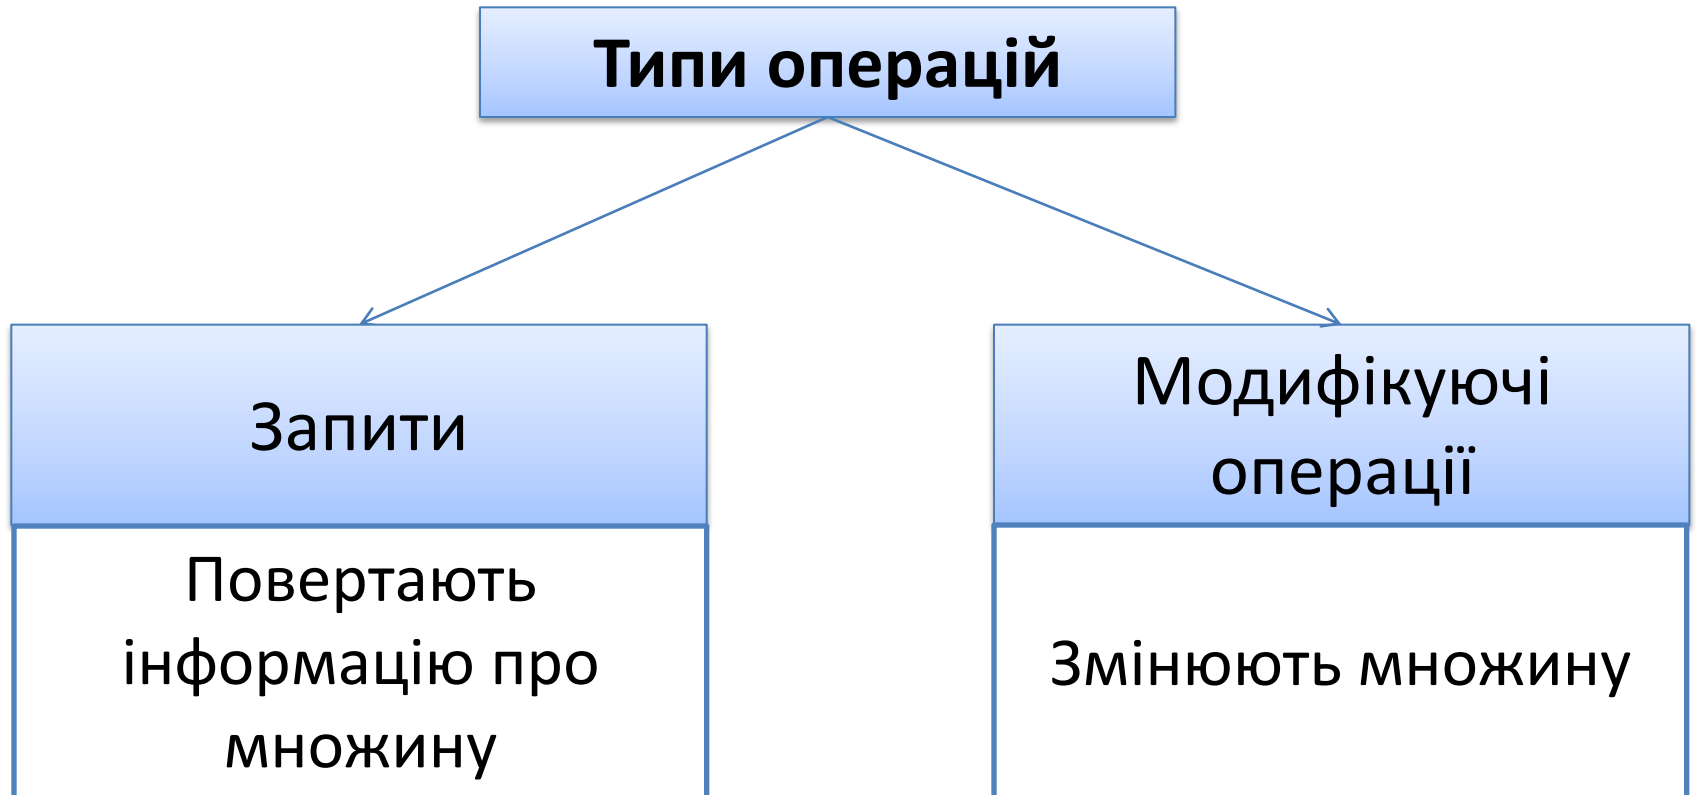 Типи операцій
Запити
Модифікуючі
операції
Повертають
інформацію про
множину
Змінюють множину